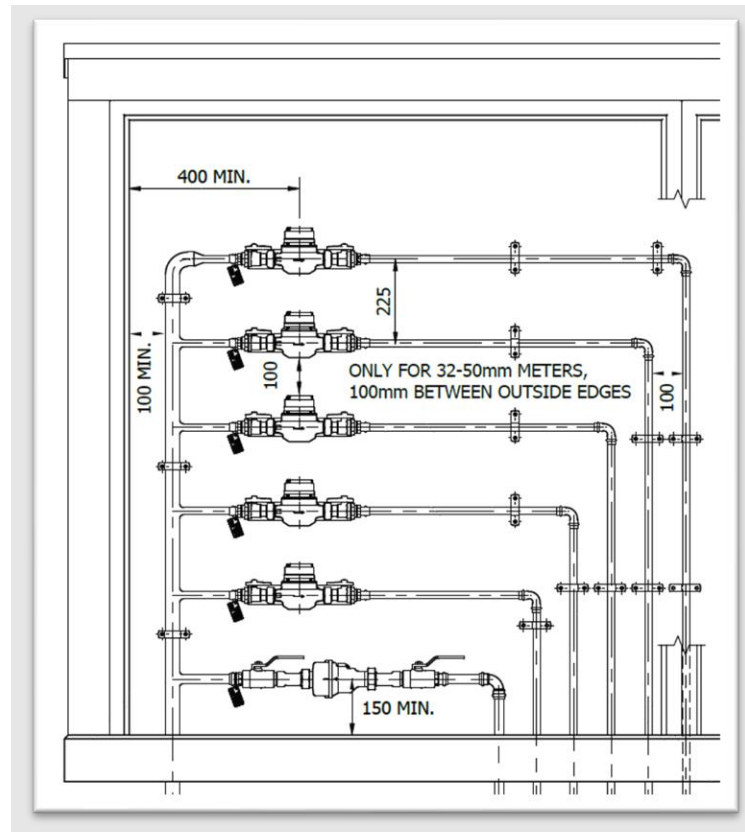 400 MIN.
225
100 MIN.
100
ONLY FOR 32-50mm METERS,
100mm BETWEEN OUTSIDE EDGES
100
150 MIN.